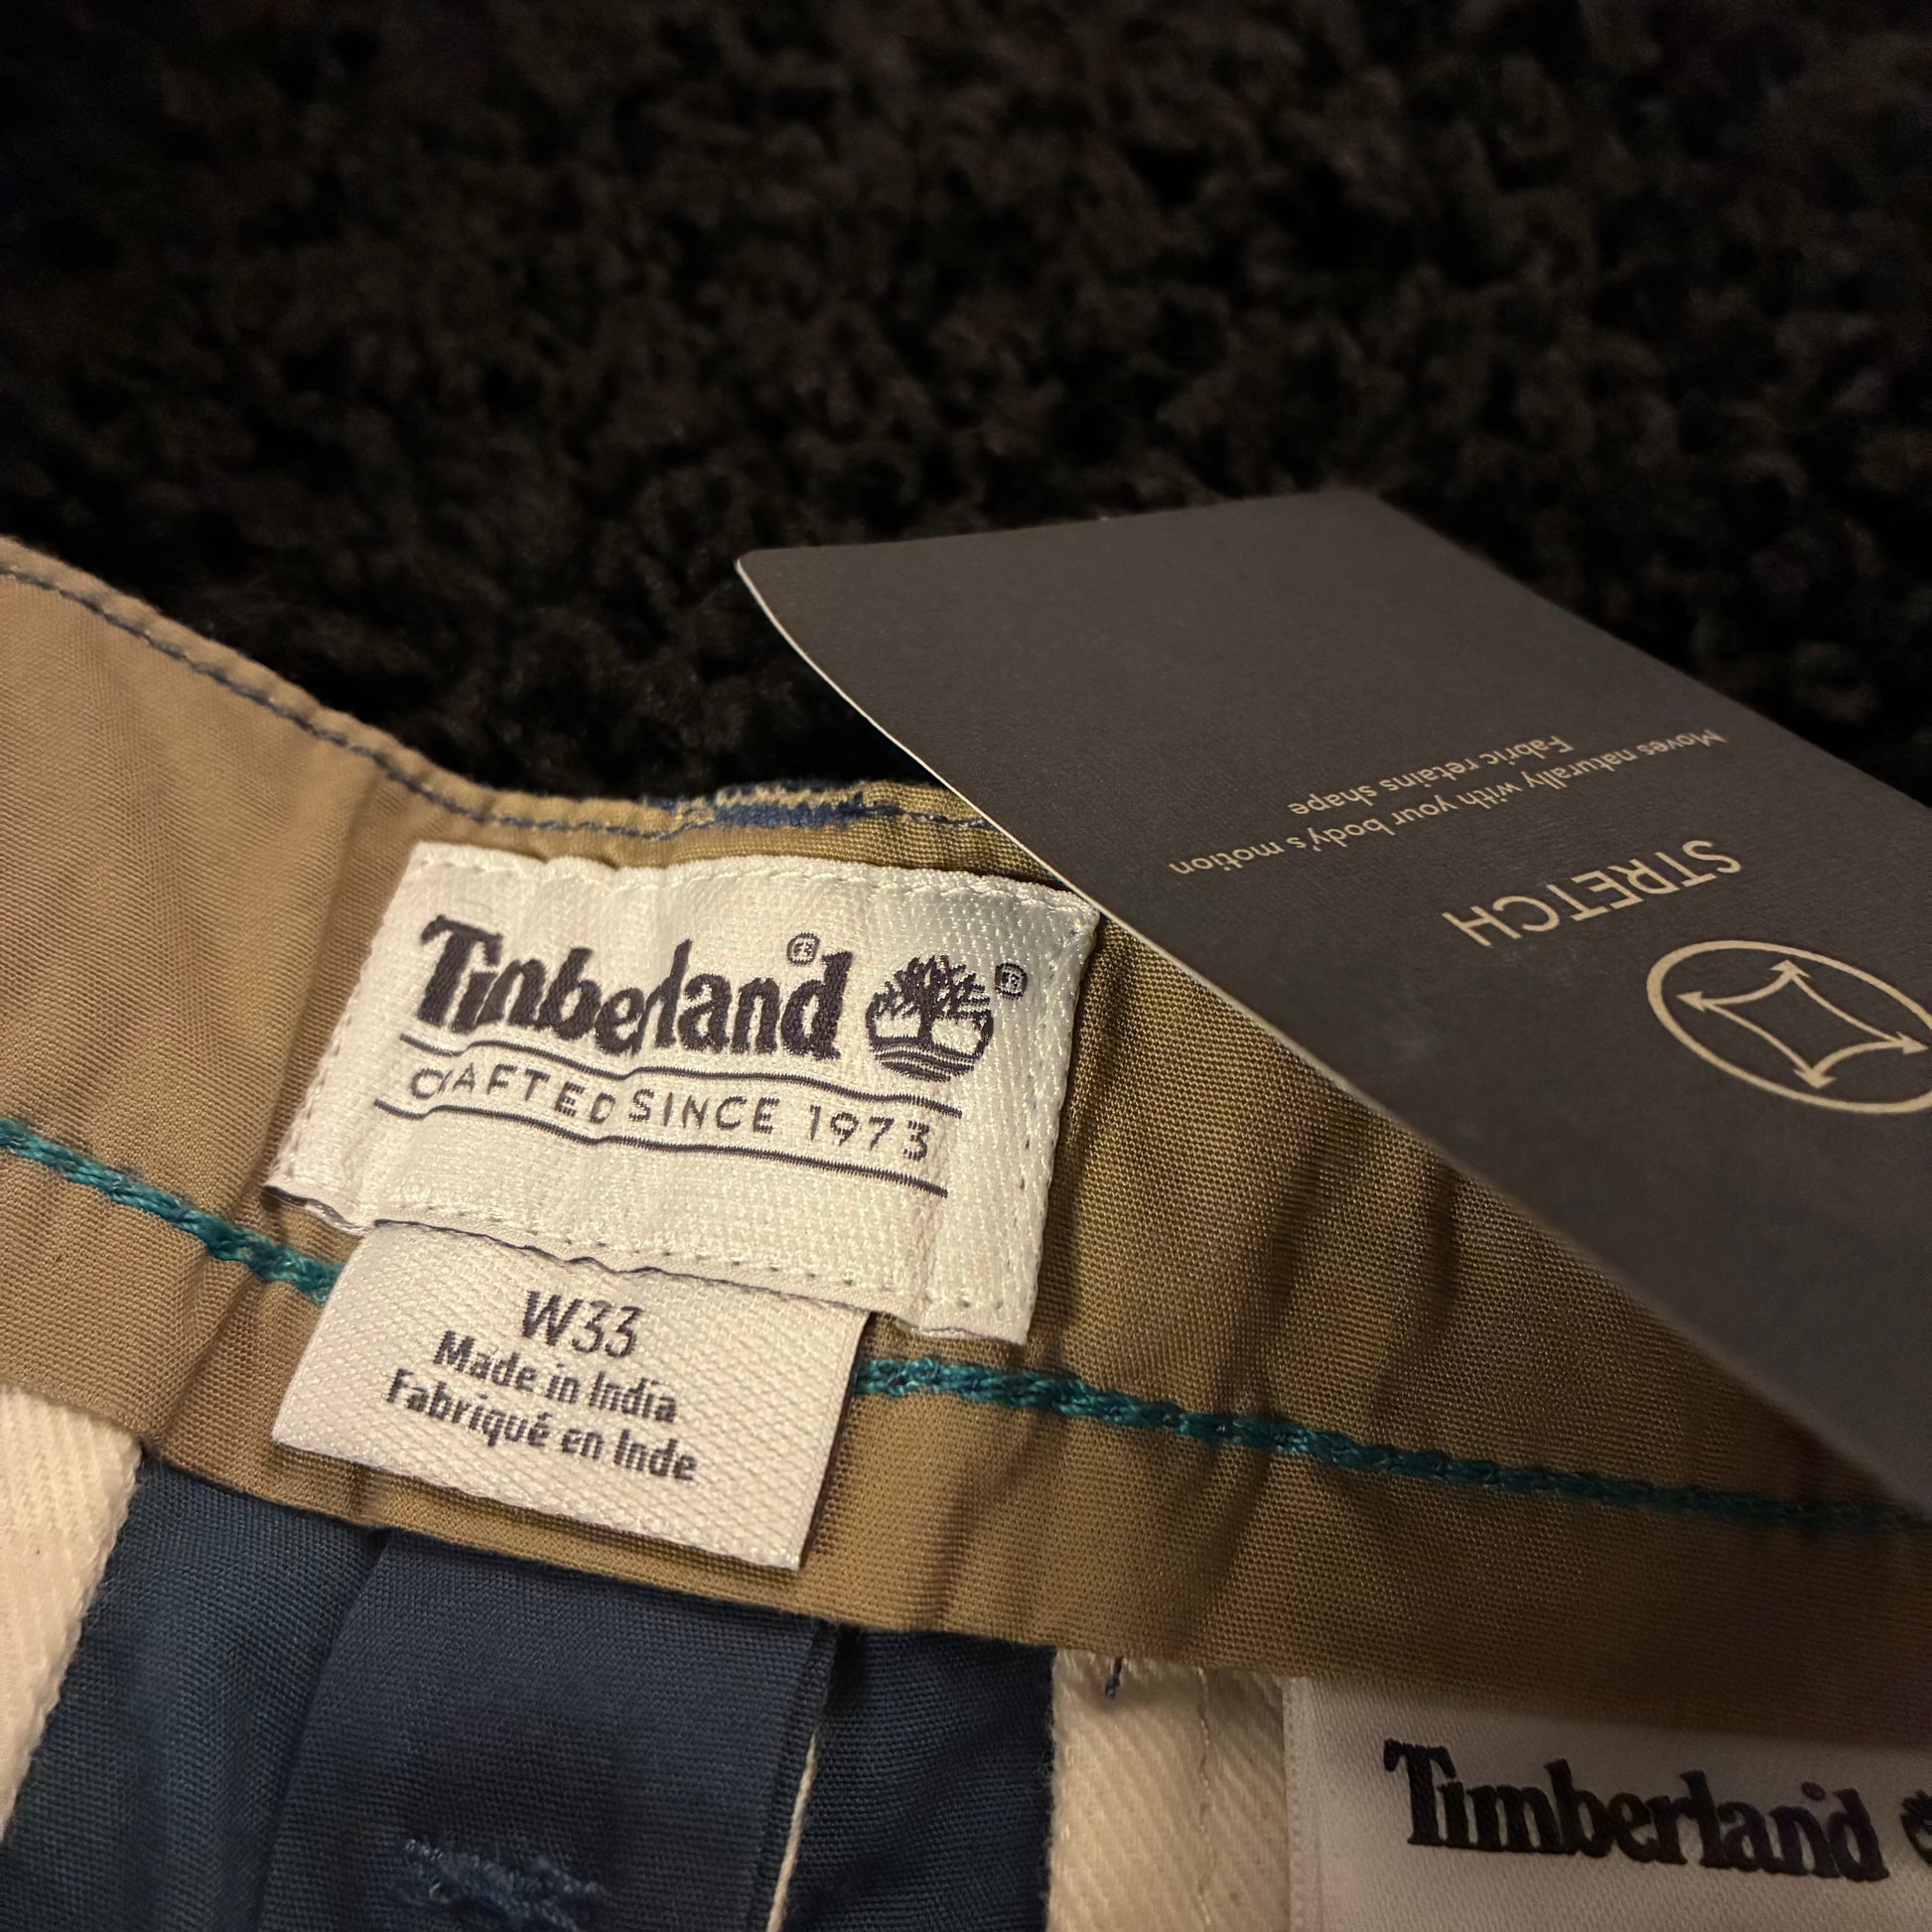 Timberland®
CRAFTED SINCE 1973
W33
Made in India
Fabriqué en Inde
STRETCH
Moves naturally with your body's motion
Fabric retains shape
Timberland